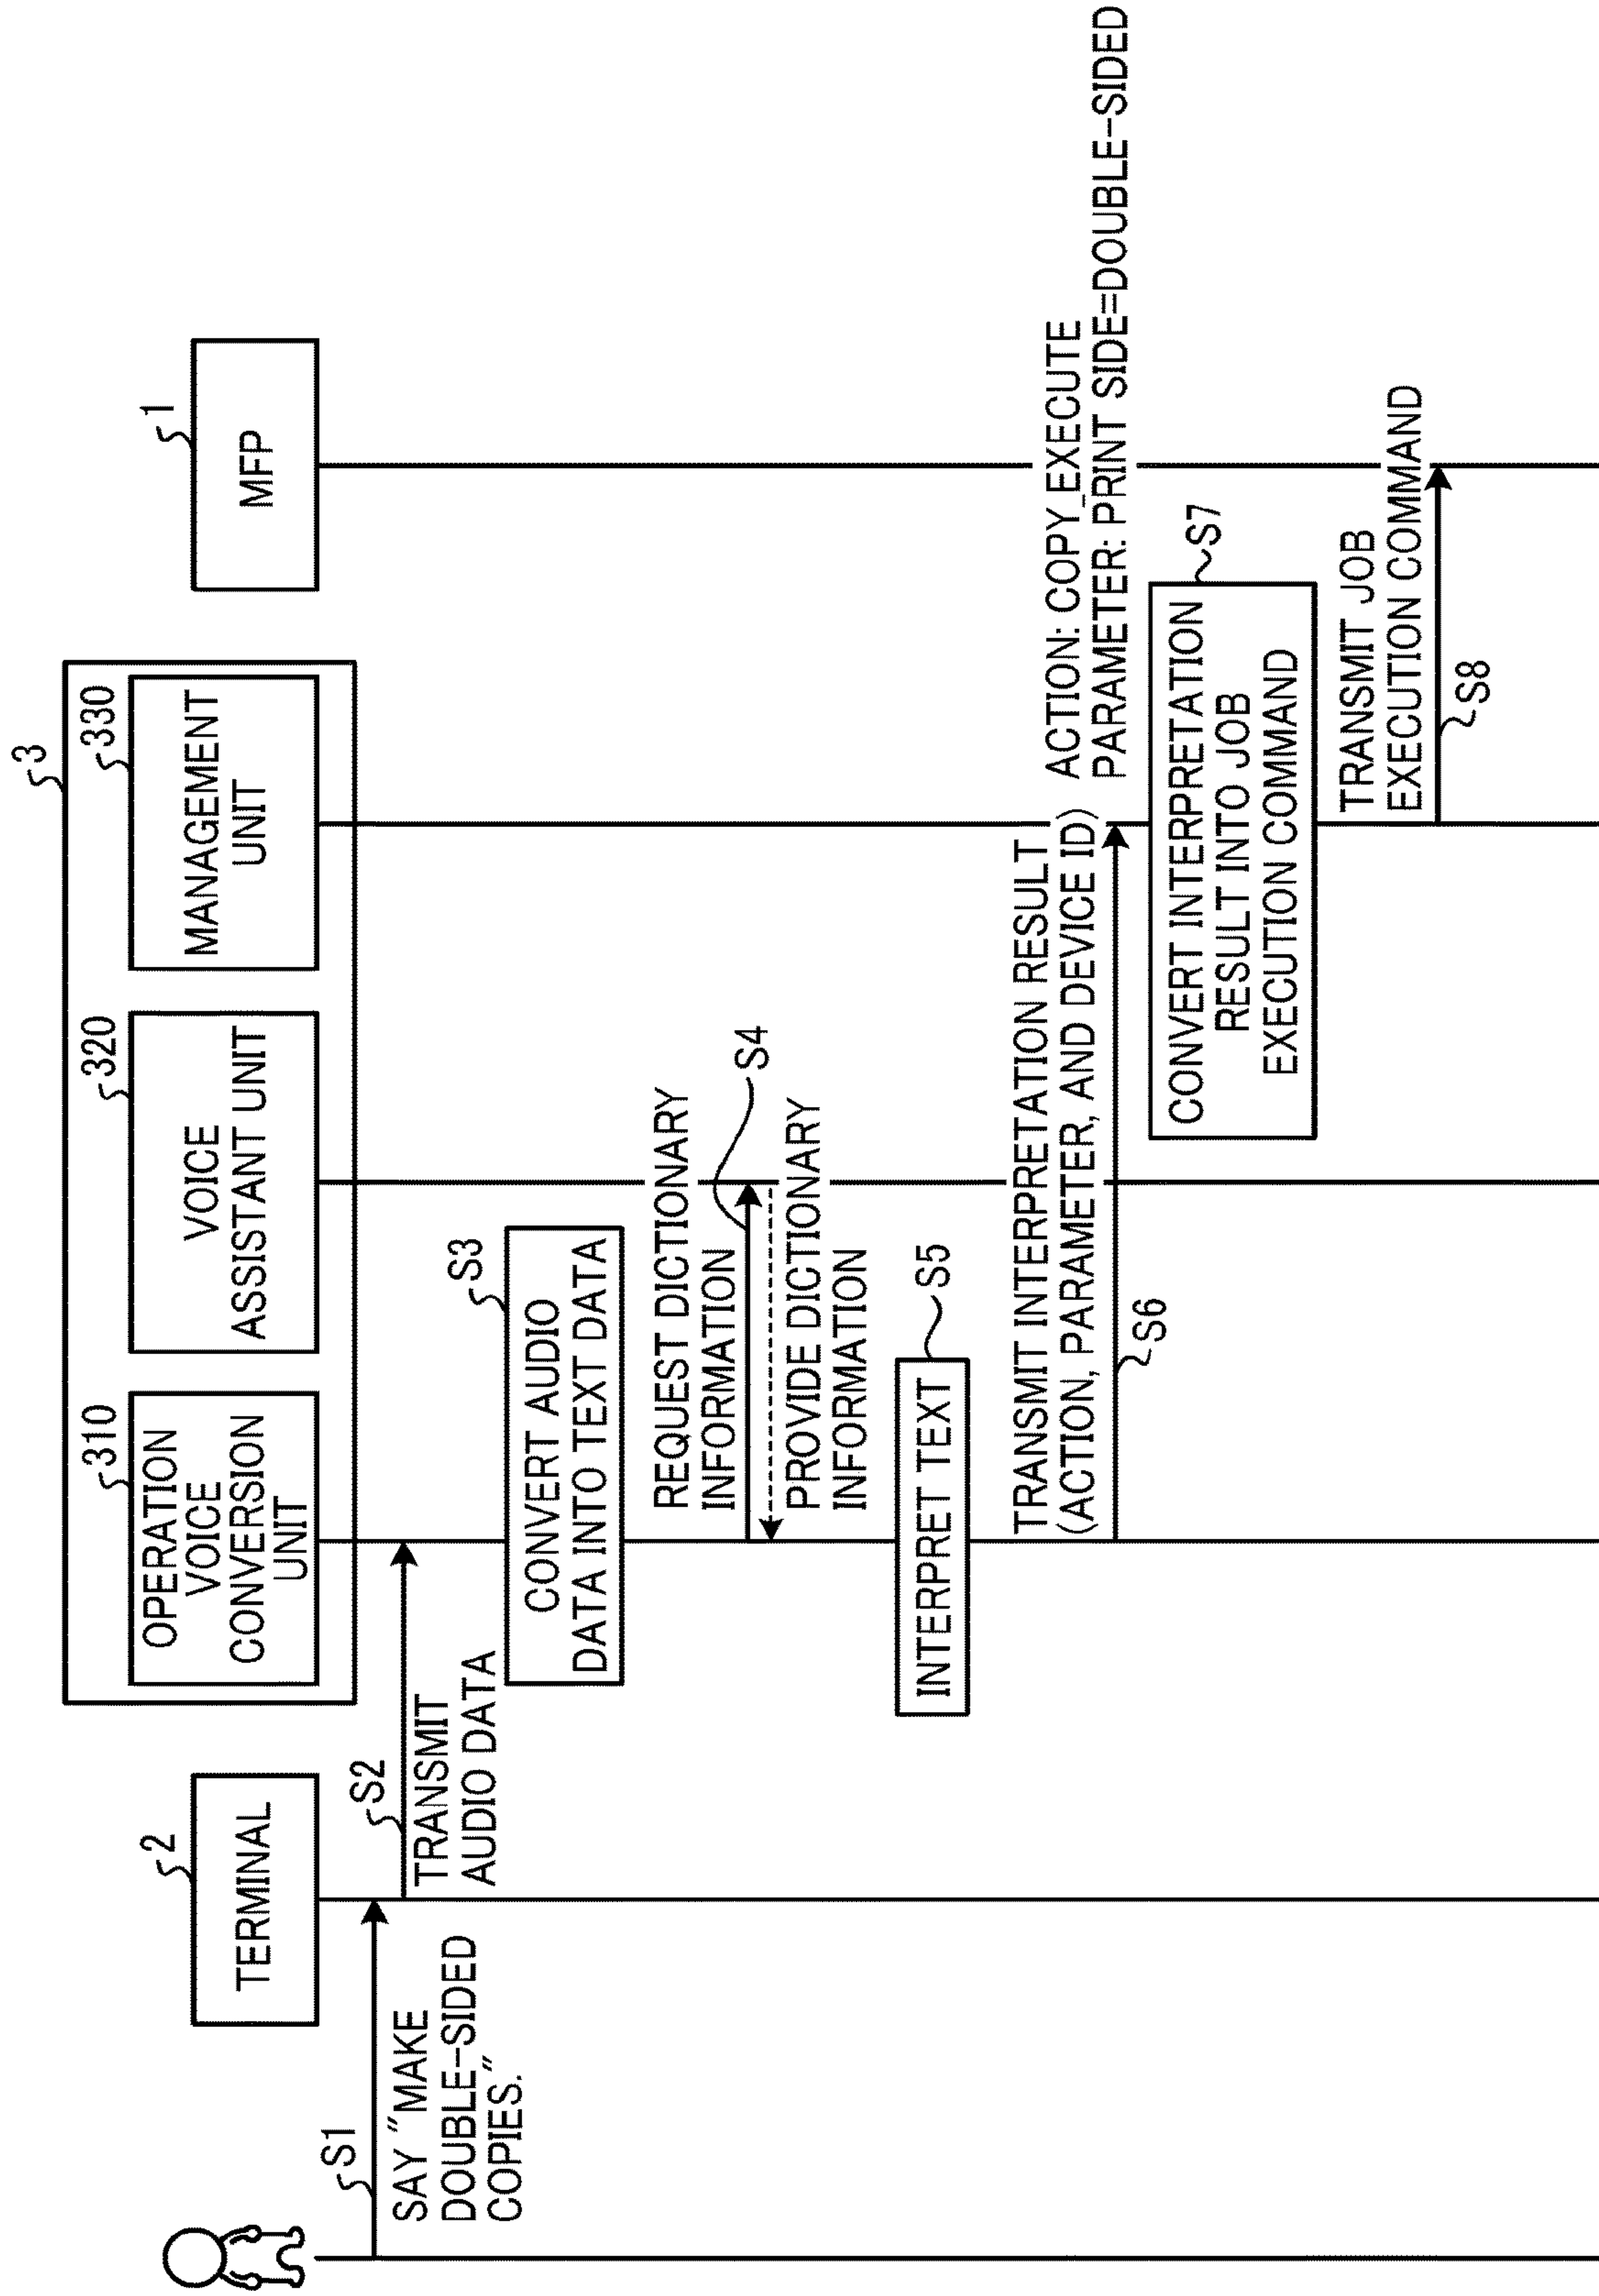 3
310
320
330
1
2
OPERATION
VOICE
CONVERSION
UNIT
VOICE
ASSISTANT UNIT
MANAGEMENT
UNIT
MFP
TERMINAL
S1
SAY "MAKE
DOUBLE-SIDED
COPIES."
S2
TRANSMIT
AUDIO DATA
S3
CONVERT AUDIO
DATA INTO TEXT DATA
REQUEST DICTIONARY
INFORMATION
S4
PROVIDE DICTIONARY
INFORMATION
S5
INTERPRET TEXT
TRANSMIT INTERPRETATION RESULT
(ACTION, PARAMETER, AND DEVICE ID)
S6
ACTION: COPY_EXECUTE
PARAMETER: PRINT SIDE=DOUBLE-SIDED
S7
CONVERT INTERPRETATION
RESULT INTO JOB
EXECUTION COMMAND
TRANSMIT JOB
EXECUTION COMMAND
S8